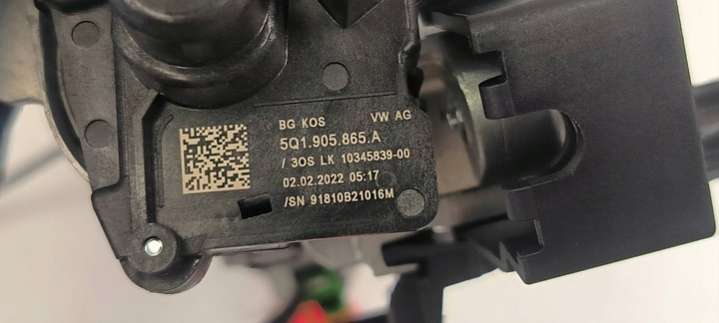 BG KOS VW AG
5Q1.905.865.A
/ 3OS LK 10345839-00
02.02.2022 05:17
/SN 91810B21016M